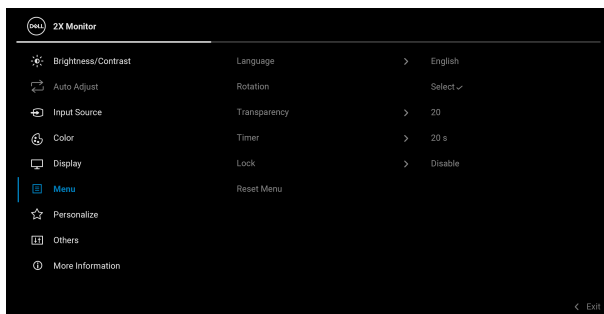 DELL 2X Monitor
Brightness/Contrast Language > English
Auto Adjust Rotation Select ✓
Input Source Transparency > 20
Color Timer > 20 s
Display Lock > Disable
Menu Reset Menu
Personalize
Others
More Information
< Exit